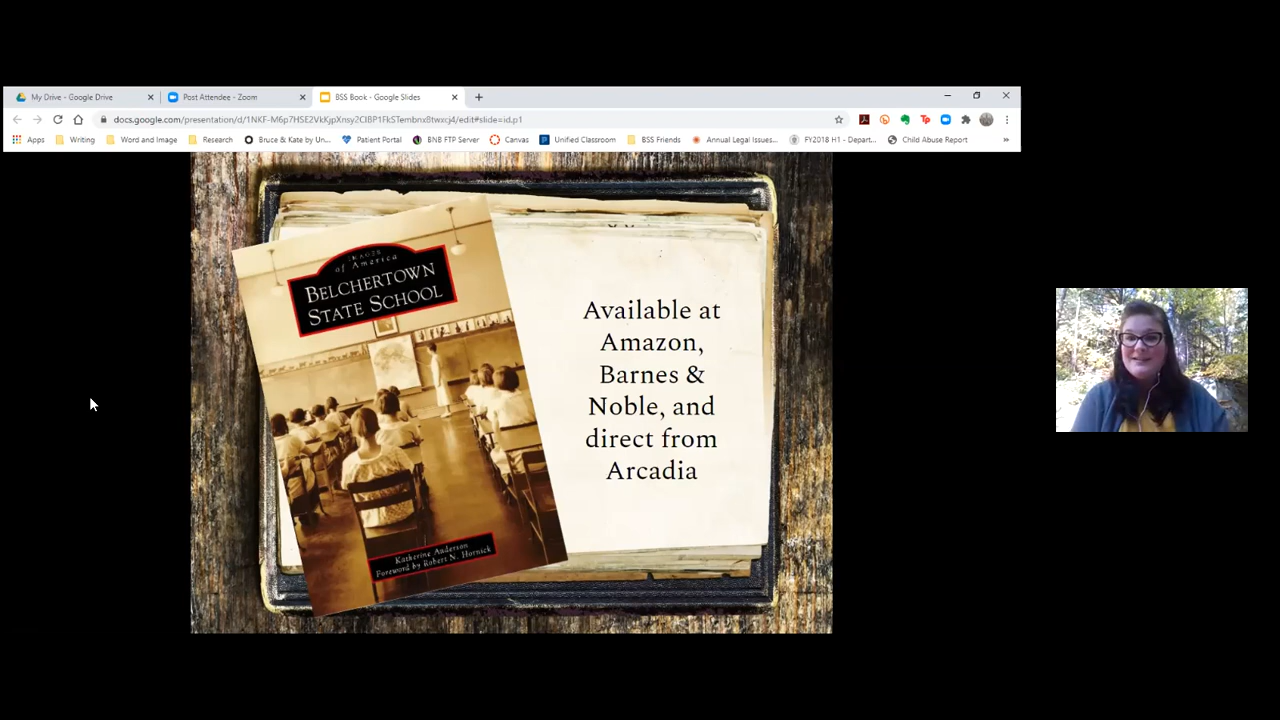 My Drive - Google Drive
Post Attendee - Zoom
BSS Book - Google Slides
docs.google.com/presentation/d/1NKF-M6p7HSE2VkKjpXnsy2CIBP1FkSTembnx8twxcj4/edit#slide=id.p1
Apps
Writing
Word and Image
Research
Bruce & Kate by Un...
Patient Portal
BNB FTP Server
Canvas
Unified Classroom
BSS Friends
Annual Legal Issues...
FY2018 H1 - Depart...
Child Abuse Report
IMAGES
of America
BELCHERTOWN
STATE SCHOOL
Katherine Anderson
Foreword by Robert N. Hornick
Available at
Amazon,
Barnes &
Noble, and
direct from
Arcadia